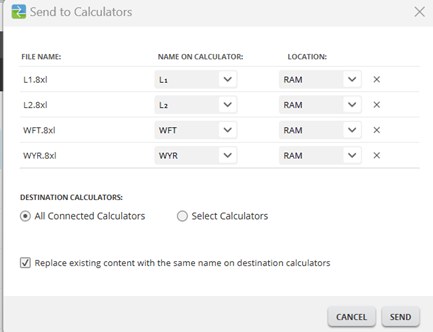 Send to Calculators
FILE NAME: NAME ON CALCULATOR: LOCATION:
L1.8xl L₁ RAM
L2.8xl L₂ RAM
WFT.8xl WFT RAM
WYR.8xl WYR RAM
DESTINATION CALCULATORS:
All Connected Calculators Select Calculators
Replace existing content with the same name on destination calculators
CANCEL SEND